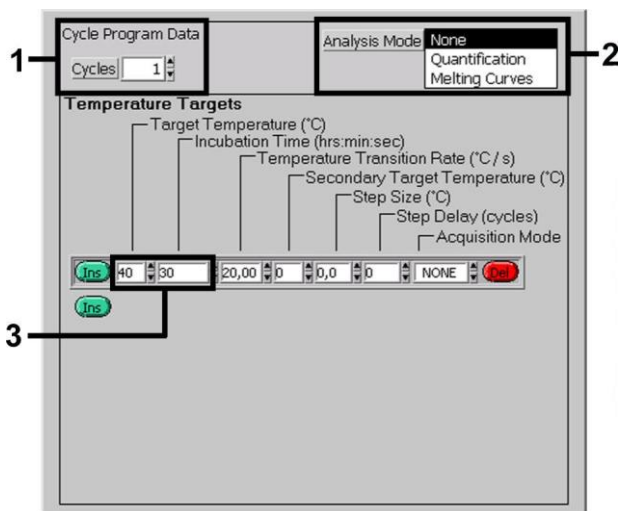 Cycle Program Data
Cycles 1
Analysis Mode None
Quantification
Melting Curves
1
2
Temperature Targets
Target Temperature (°C)
Incubation Time (hrs:min:sec)
Temperature Transition Rate (°C / s)
Secondary Target Temperature (°C)
Step Size (°C)
Step Delay (cycles)
Acquisition Mode
Ins 40 30 20,00 0 0,0 0 NONE Del
Ins
3